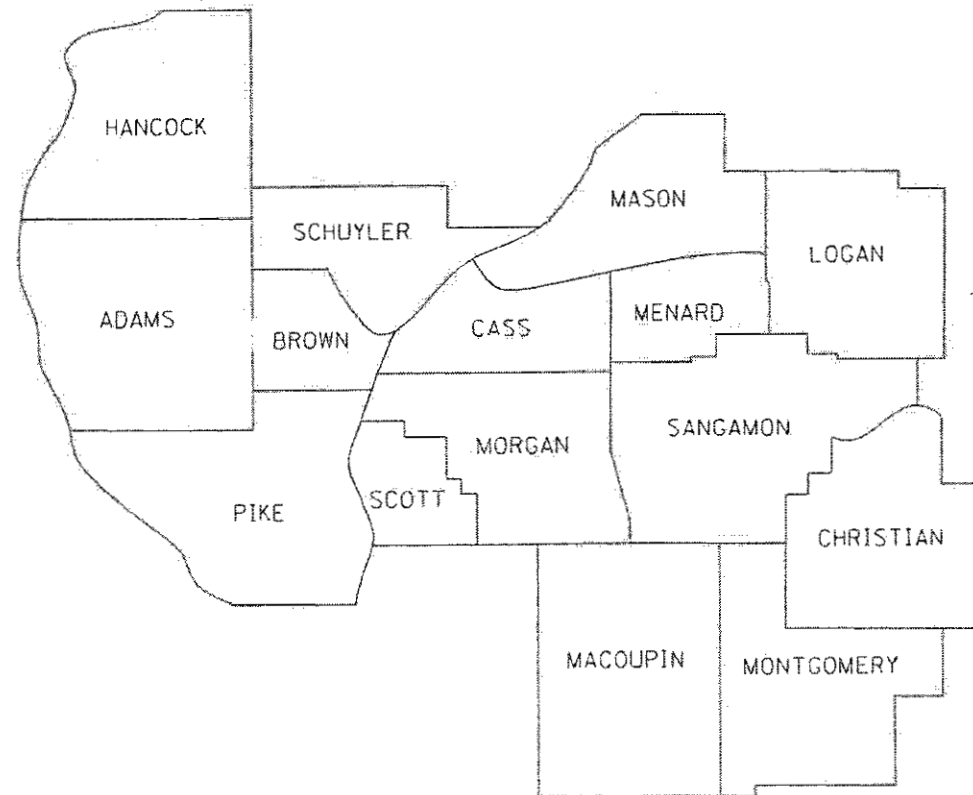 HANCOCK
MASON
SCHUYLER
LOGAN
ADAMS
MENARD
CASS
BROWN
SANGAMON
MORGAN
SCOTT
PIKE
CHRISTIAN
MACOUPIN
MONTGOMERY